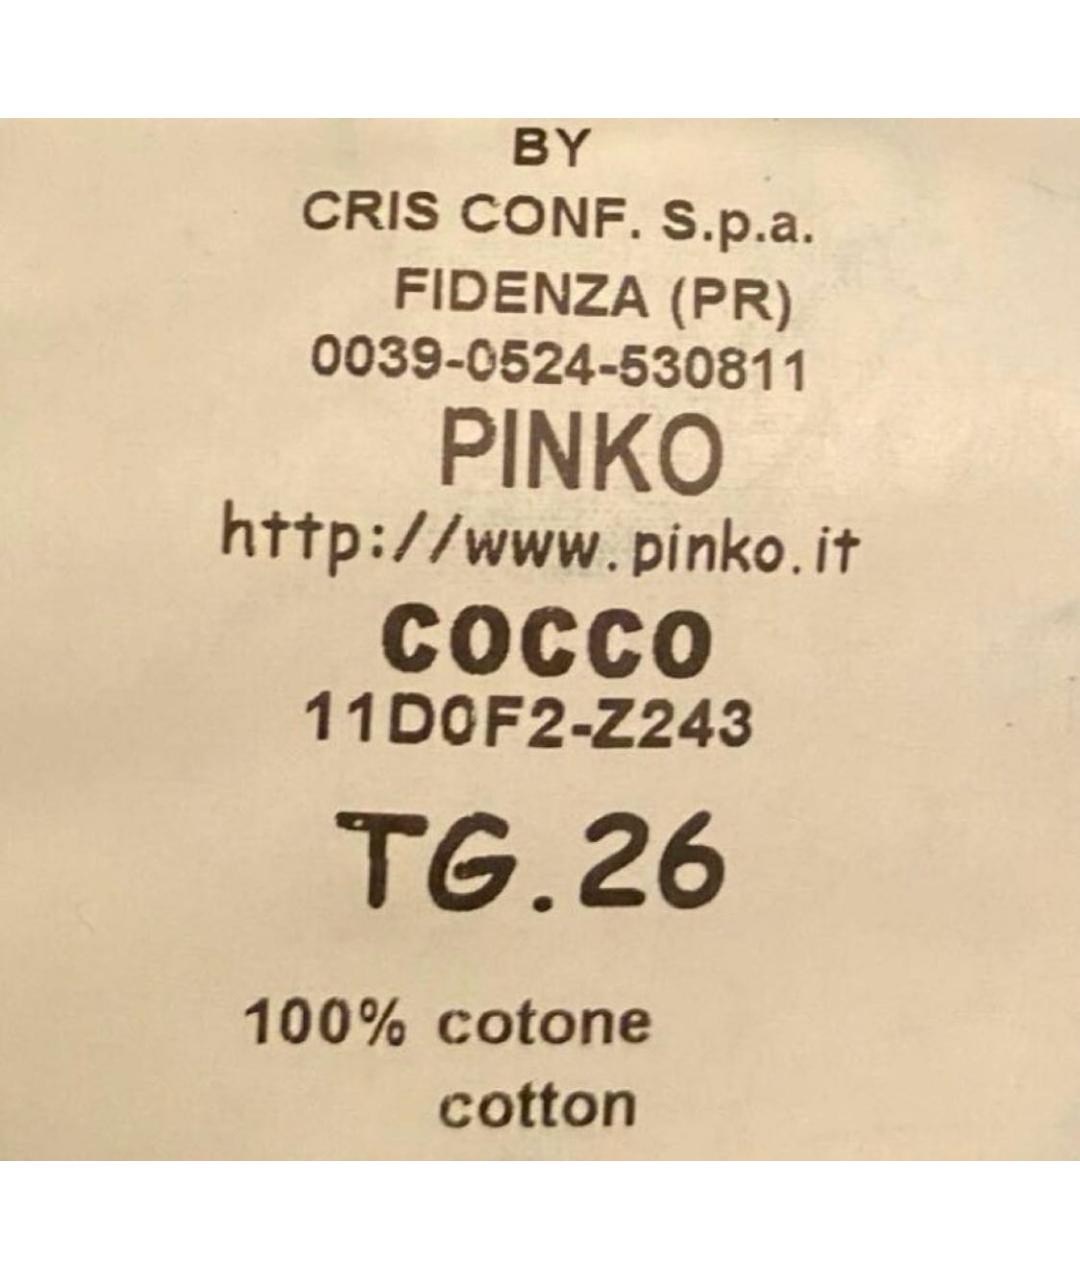 BY
CRIS CONF. S.p.a.
FIDENZA (PR)
0039-0524-530811
PINKO
http://www.pinko.it
COCCO
11D0F2-Z243
TG.26
100% cotone
cotton